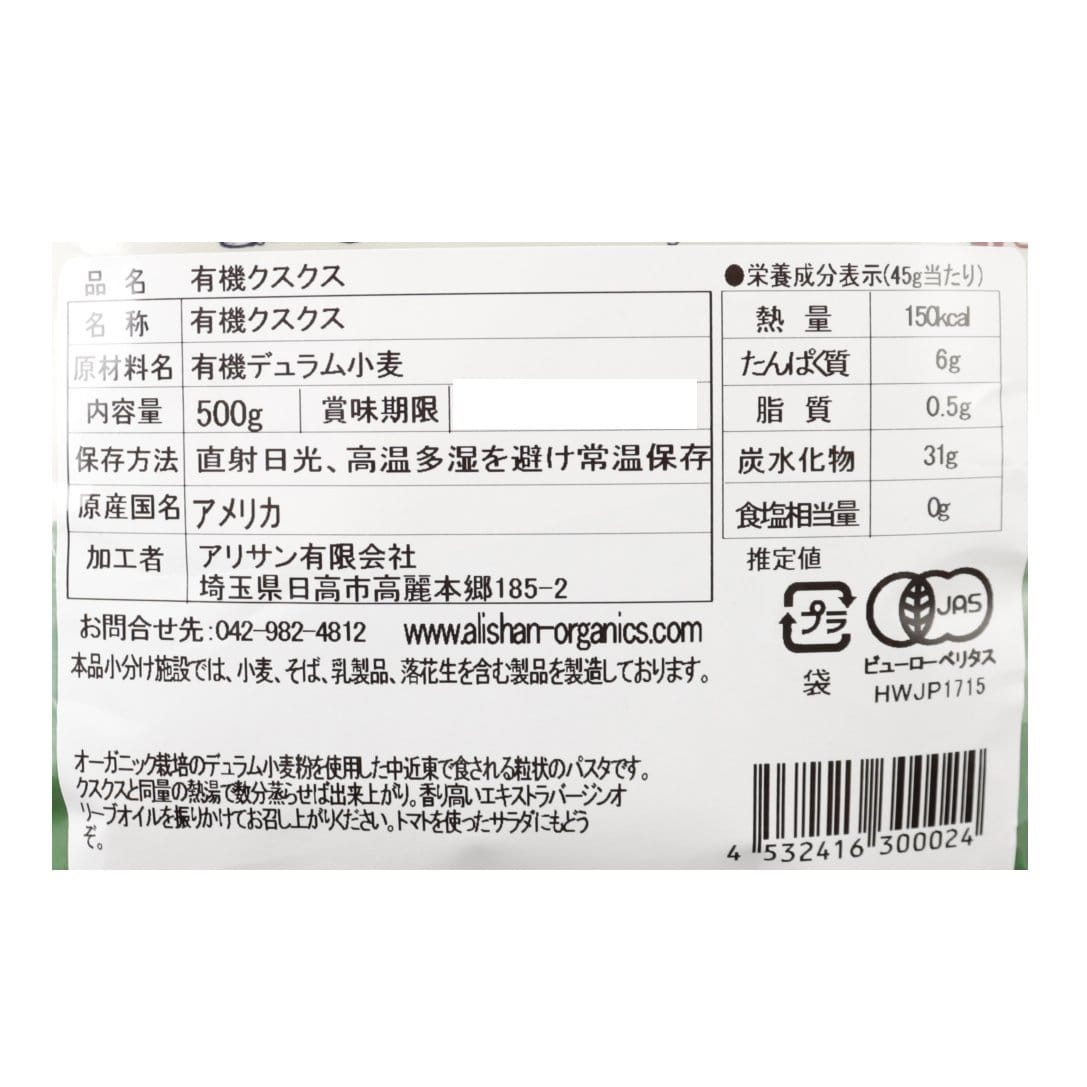 品名 有機クスクス
名称 有機クスクス
原材料名 有機デュラム小麦
内容量 500g 賞味期限
保存方法 直射日光、高温多湿を避け常温保存
原産国名 アメリカ
加工者 アリサン有限会社
埼玉県日高市高麗本郷185-2
お問合せ先:042-982-4812 www.alishan-organics.com
本品小分け施設では、小麦、そば、乳製品、落花生を含む製品を製造しております。
●栄養成分表示(45g当たり)
熱量 150kcal
たんぱく質 6g
脂質 0.5g
炭水化物 31g
食塩相当量 0g
推定値
プラ
袋
JAS
ビューローベリタス
HWJP1715
オーガニック栽培のデュラム小麦粉を使用した中近東で食される粒状のパスタです。
クスクスと同量の熱湯で数分蒸らせば出来上がり。香り高いエキストラバージンオ
リーブオイルを振りかけてお召し上がりください。トマトを使ったサラダにもどう
ぞ。
4 532416 300024